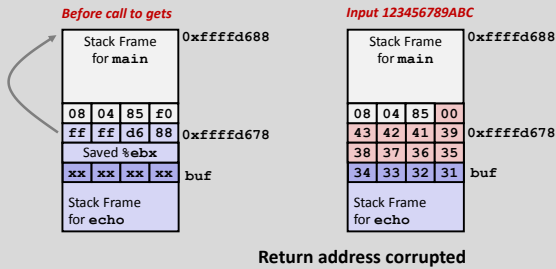 Before call to gets
Stack Frame
for main
0xffffd688
08 04 85 f0
ff ff d6 88
0xffffd678
Saved %ebx
xx xx xx xx
buf
Stack Frame
for echo
Input 123456789ABC
Stack Frame
for main
0xffffd688
08 04 85 00
43 42 41 39
0xffffd678
38 37 36 35
34 33 32 31
buf
Stack Frame
for echo
Return address corrupted